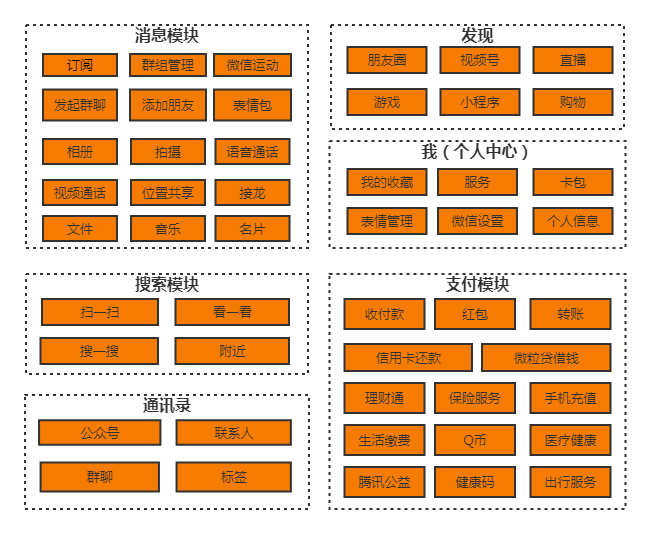 消息模块
订阅 群组管理 微信运动
发起群聊 添加朋友 表情包
相册 拍摄 语音通话
视频通话 位置共享 接龙
文件 音乐 名片
发现
朋友圈 视频号 直播
游戏 小程序 购物
我（个人中心）
我的收藏 服务 卡包
表情管理 微信设置 个人信息
搜索模块
扫一扫 看一看
搜一搜 附近
支付模块
收付款 红包 转账
信用卡还款 微粒贷借钱
理财通 保险服务 手机充值
生活缴费 Q币 医疗健康
腾讯公益 健康码 出行服务
通讯录
公众号 联系人
群聊 标签